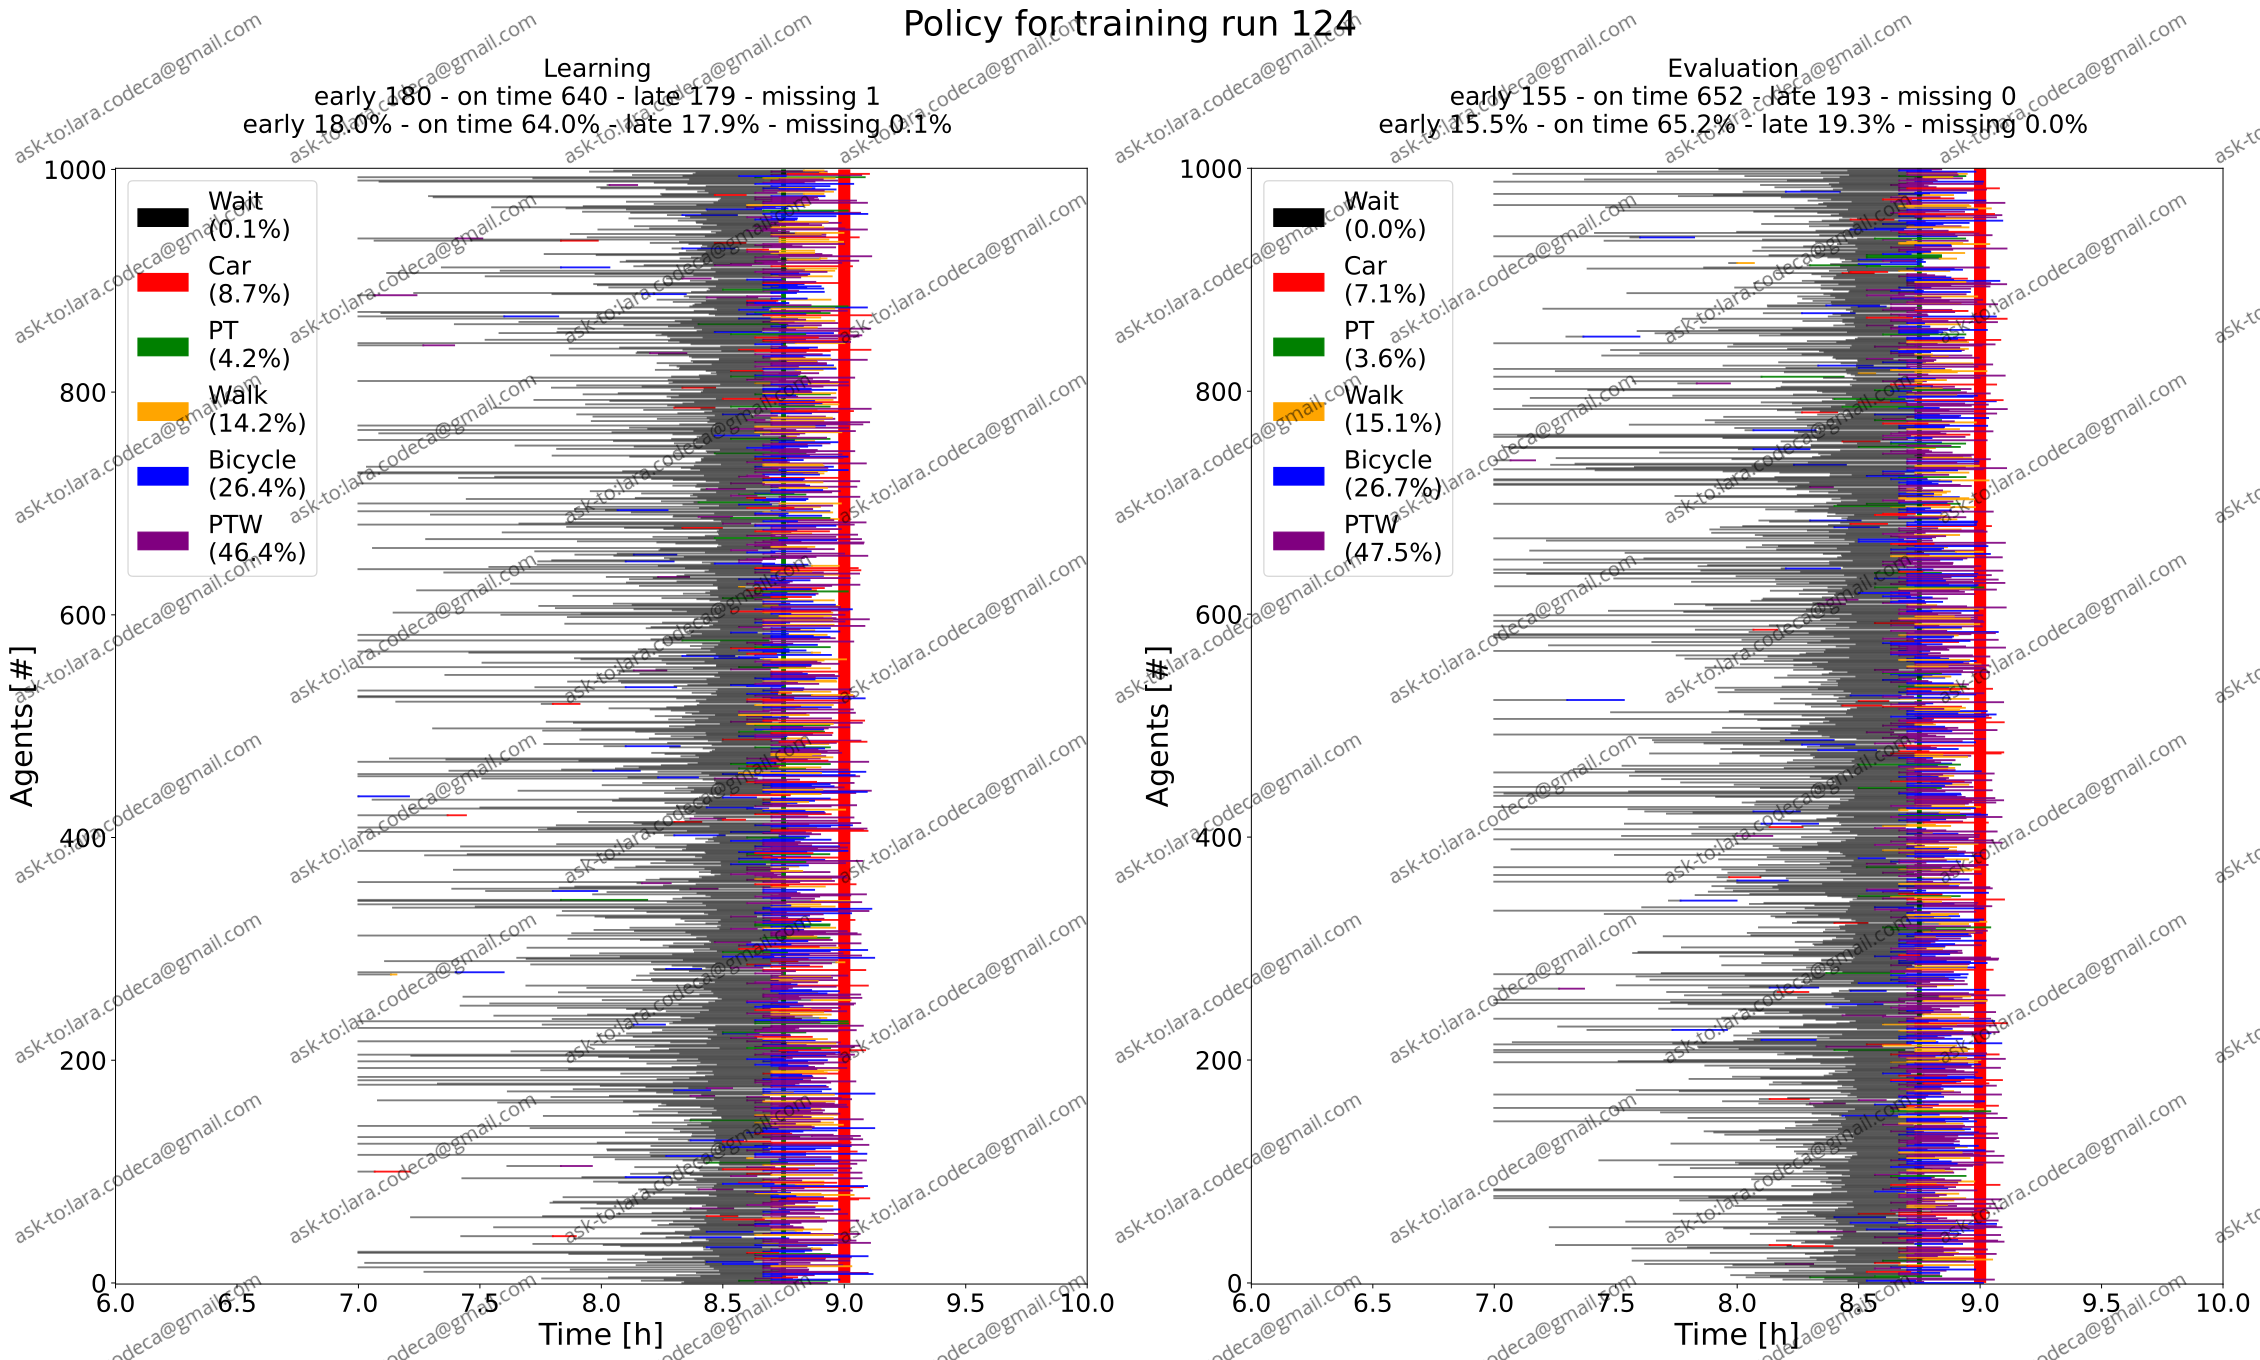 Policy for training run 124
Learning
early 180 - on time 640 - late 179 - missing 1
early 18.0% - on time 64.0% - late 17.9% - missing 0.1%
1000
800
600
400
200
0
Agents [#]
Wait
(0.1%)
Car
(8.7%)
PT
(4.2%)
Walk
(14.2%)
Bicycle
(26.4%)
PTW
(46.4%)
6.0 6.5 7.0 7.5 8.0 8.5 9.0 9.5 10.0
Time [h]
Evaluation
early 155 - on time 652 - late 193 - missing 0
early 15.5% - on time 65.2% - late 19.3% - missing 0.0%
1000
800
600
400
200
0
Agents [#]
Wait
(0.0%)
Car
(7.1%)
PT
(3.6%)
Walk
(15.1%)
Bicycle
(26.7%)
PTW
(47.5%)
6.0 6.5 7.0 7.5 8.0 8.5 9.0 9.5 10.0
Time [h]
ask-to:lara.codeca@gmail.com